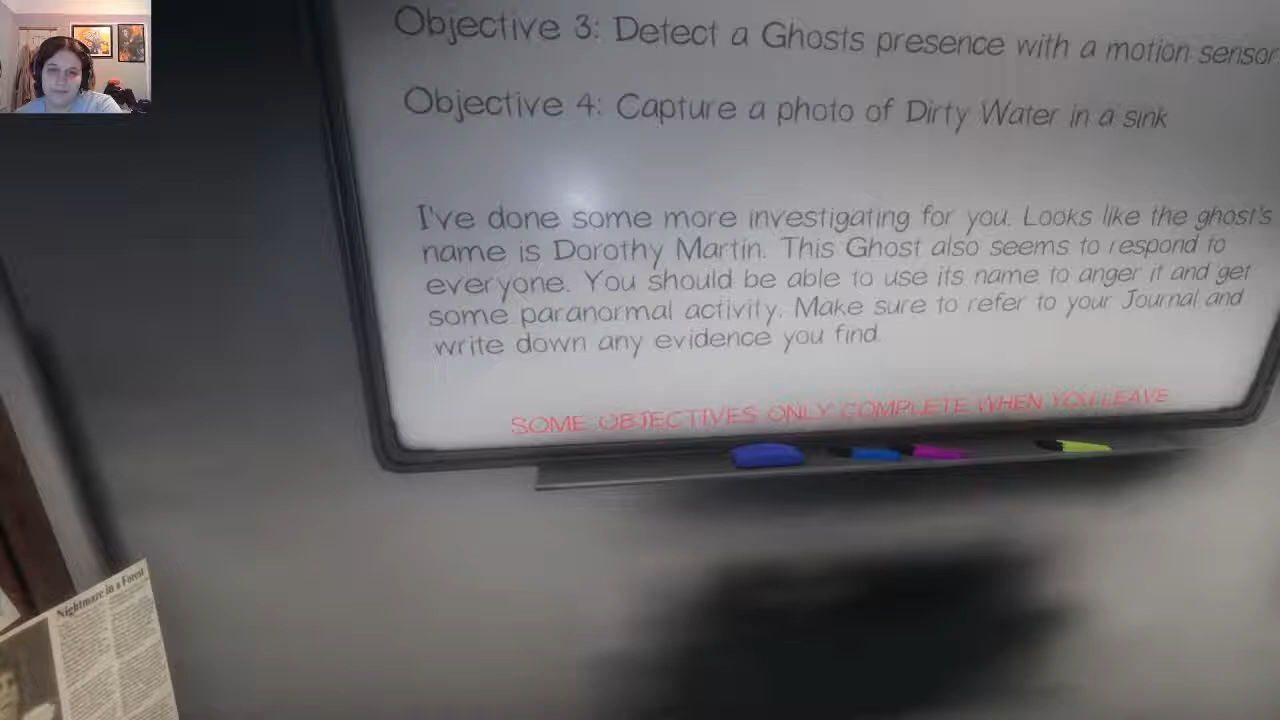 Objective 3: Detect a Ghosts presence with a motion sensor
Objective 4: Capture a photo of Dirty Water in a sink
I've done some more investigating for you. Looks like the ghost's
name is Dorothy Martin. This Ghost also seems to respond to
everyone. You should be able to use its name to anger it and get
some paranormal activity. Make sure to refer to your Journal and
write down any evidence you find.
SOME OBJECTIVES ONLY COMPLETE WHEN YOU LEAVE
Nightmare in a Forest